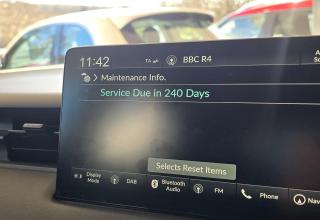 11:42 TA BBC R4 A
Maintenance Info.
Service Due in 240 Days
Selects Reset Items
Display Mode
DAB
Bluetooth Audio
FM
Phone
Nav